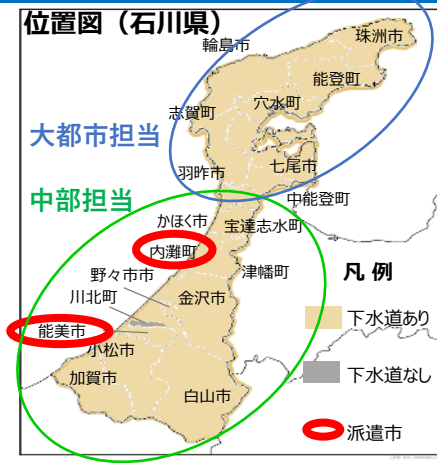 位置図（石川県）
輪島市
珠洲市
能登町
穴水町
志賀町
大都市担当
羽咋市
七尾市
中能登町
中部担当
かほく市
宝達志水町
内灘町
津幡町
野々市市
川北町
金沢市
能美市
小松市
加賀市
白山市
凡 例
下水道あり
下水道なし
派遣市